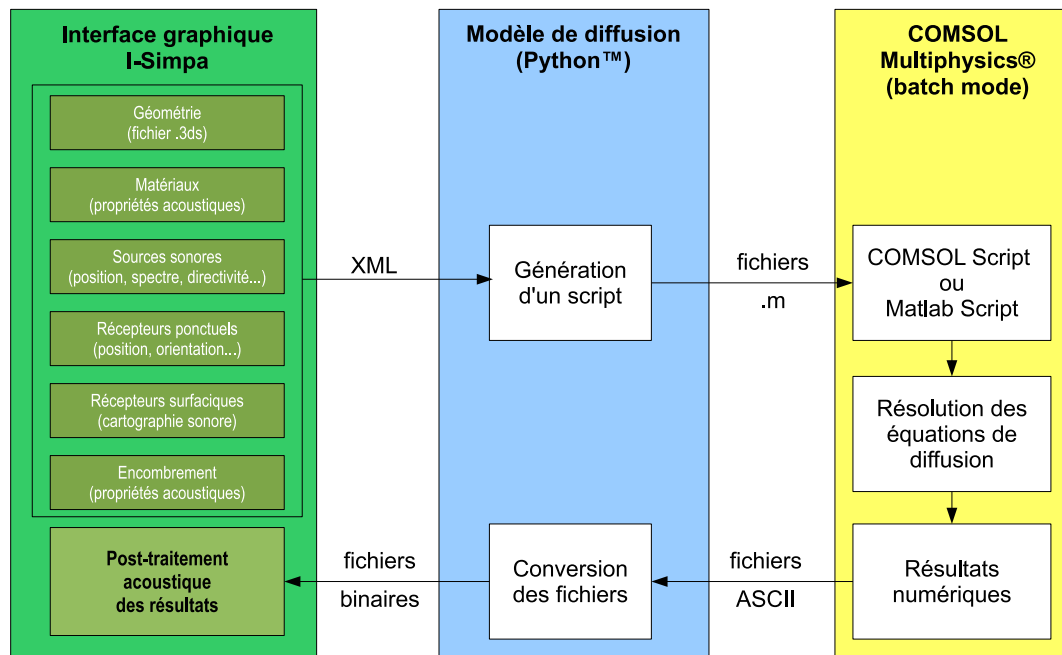 Interface graphique
I-Simpa
Géométrie
(fichier .3ds)
Matériaux
(propriétés acoustiques)
Sources sonores
(position, spectre, directivité...)
Récepteurs ponctuels
(position, orientation...)
Récepteurs surfaciques
(cartographie sonore)
Encombrement
(propriétés acoustiques)
Post-traitement
acoustique
des résultats
XML
fichiers
binaires
Modèle de diffusion
(Python™)
Génération
d'un script
Conversion
des fichiers
fichiers
.m
fichiers
ASCII
COMSOL
Multiphysics®
(batch mode)
COMSOL Script
ou
Matlab Script
Résolution des
équations de
diffusion
Résultats
numériques